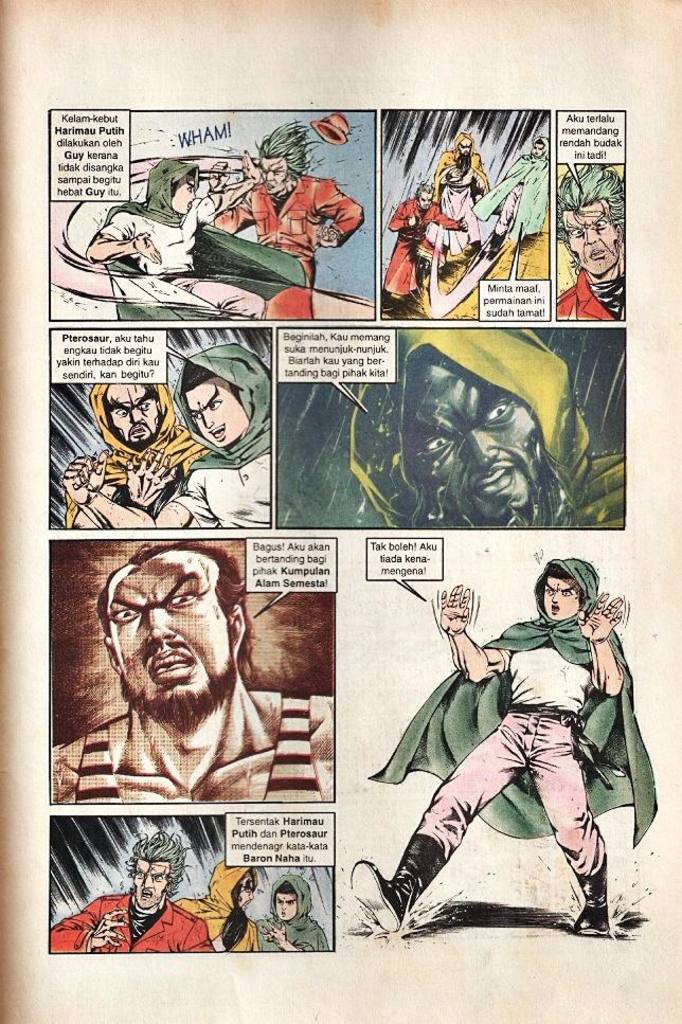 Kelam-kebut
Harimau Putih
dilakukan oleh
Guy kerana
tidak disangka
sampai begitu
hebat Guy itu.
WHAM!
Minta maaf,
permainan ini
sudah tamat!
Aku terlalu
memandang
rendah budak
ini tadi!
Pterosaur, aku tahu
engkau tidak begitu
yakin terhadap diri kau
sendiri, kan begitu?
Beginilah, Kau memang
suka menunjuk-nunjuk.
Biarlah kau yang ber-
tanding bagi pihak kita!
Bagus! Aku akan
bertanding bagi
pihak Kumpulan
Alam Semesta!
Tak boleh! Aku
tiada kena-
mengena!
Tersentak Harimau
Putih dan Pterosaur
mendenagr kata-kata
Baron Naha itu.